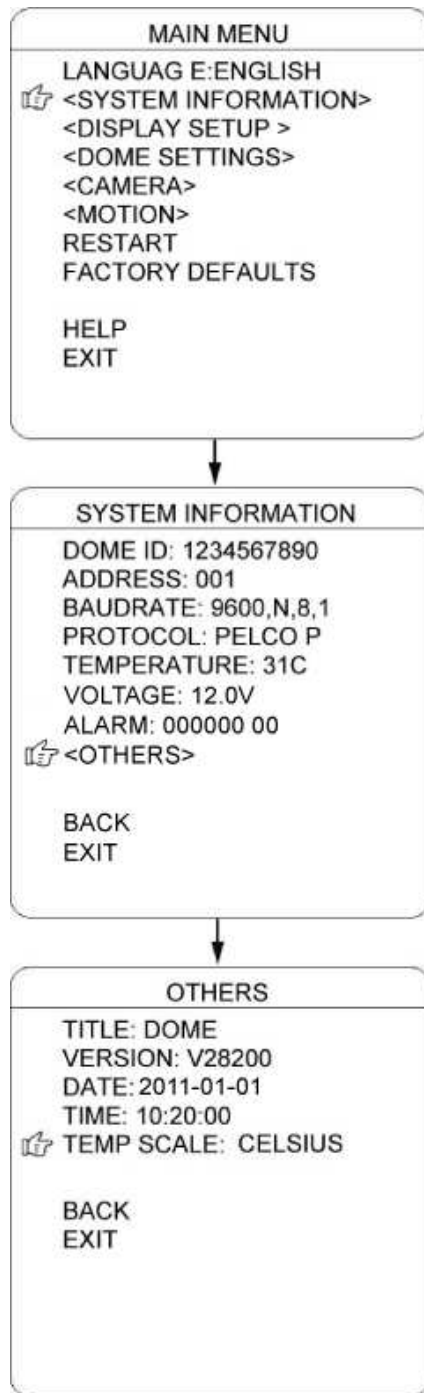 MAIN MENU
LANGUAG E:ENGLISH
<SYSTEM INFORMATION>
<DISPLAY SETUP >
<DOME SETTINGS>
<CAMERA>
<MOTION>
RESTART
FACTORY DEFAULTS
HELP
EXIT
SYSTEM INFORMATION
DOME ID: 1234567890
ADDRESS: 001
BAUDRATE: 9600,N,8,1
PROTOCOL: PELCO P
TEMPERATURE: 31C
VOLTAGE: 12.0V
ALARM: 000000 00
<OTHERS>
BACK
EXIT
OTHERS
TITLE: DOME
VERSION: V28200
DATE: 2011-01-01
TIME: 10:20:00
TEMP SCALE: CELSIUS
BACK
EXIT